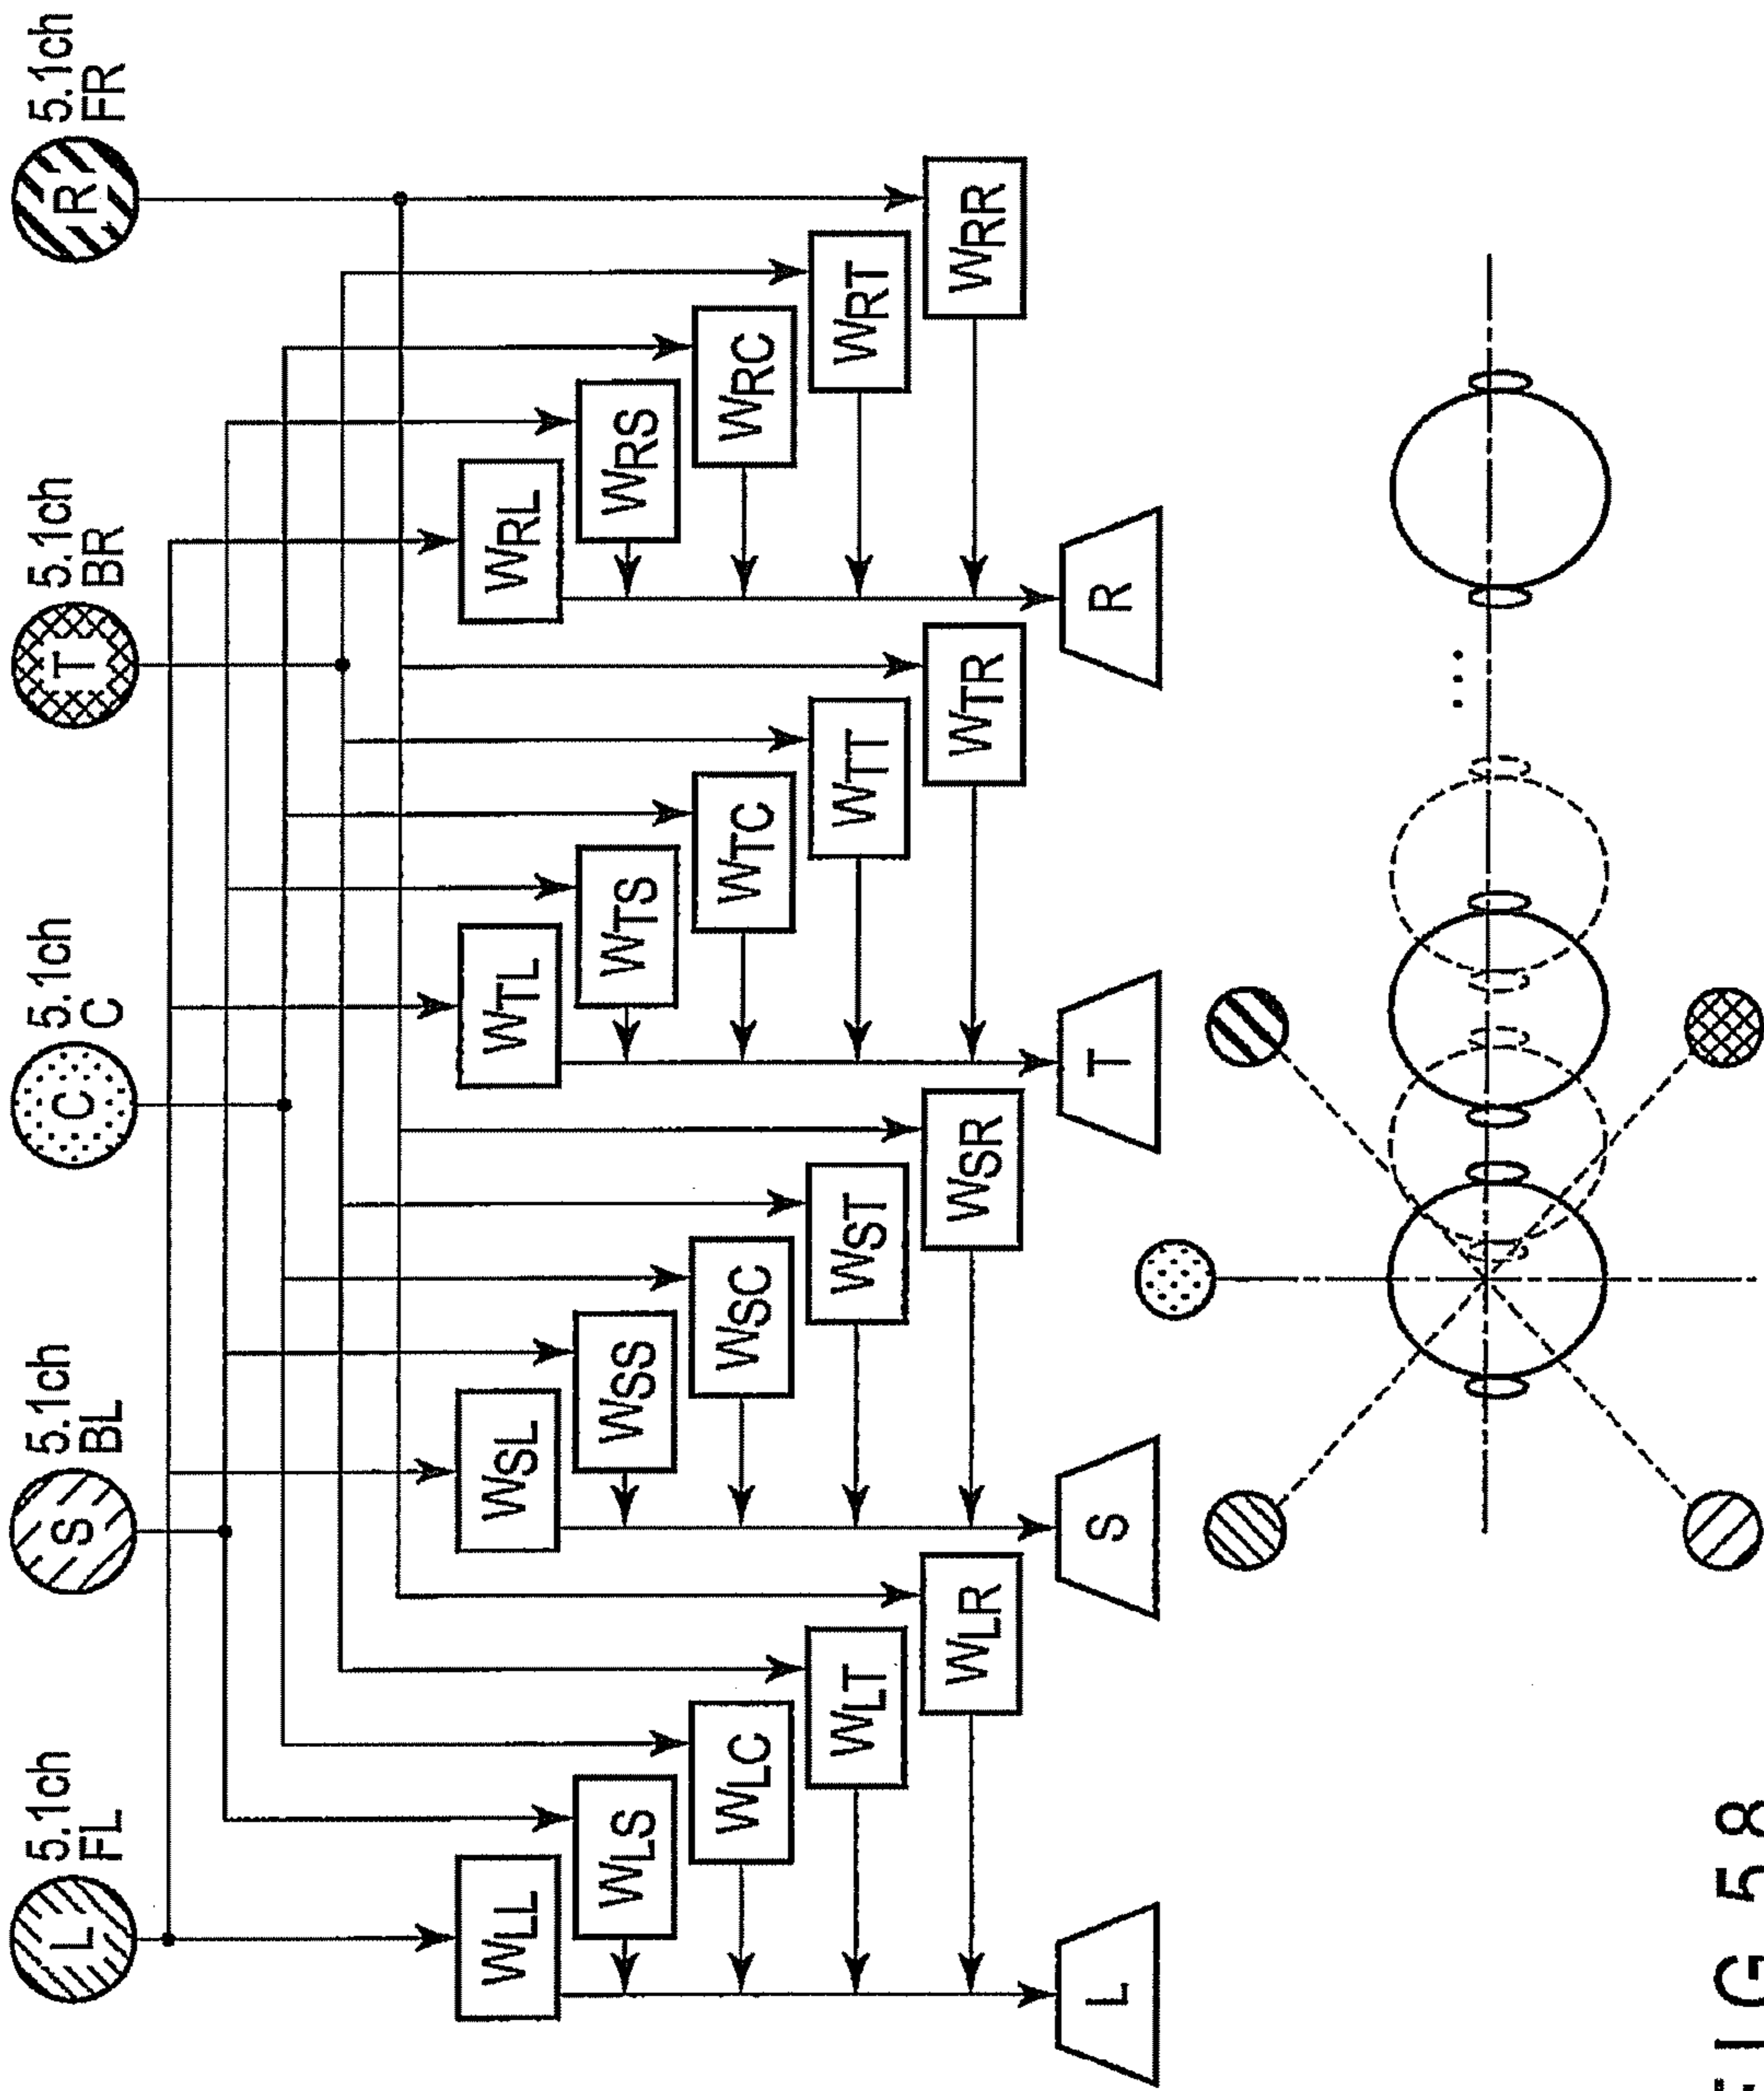 5.1ch
FL
L
5.1ch
BL
S
5.1ch
C
C
5.1ch
BR
T
5.1ch
FR
R
WLL
WLS
WLC
WLT
WLR
WSL
WSS
WSC
WST
WSR
WTL
WTS
WTC
WTT
WTR
WRL
WRS
WRC
WRT
WRR
L
S
T
R
...
FIG. 58